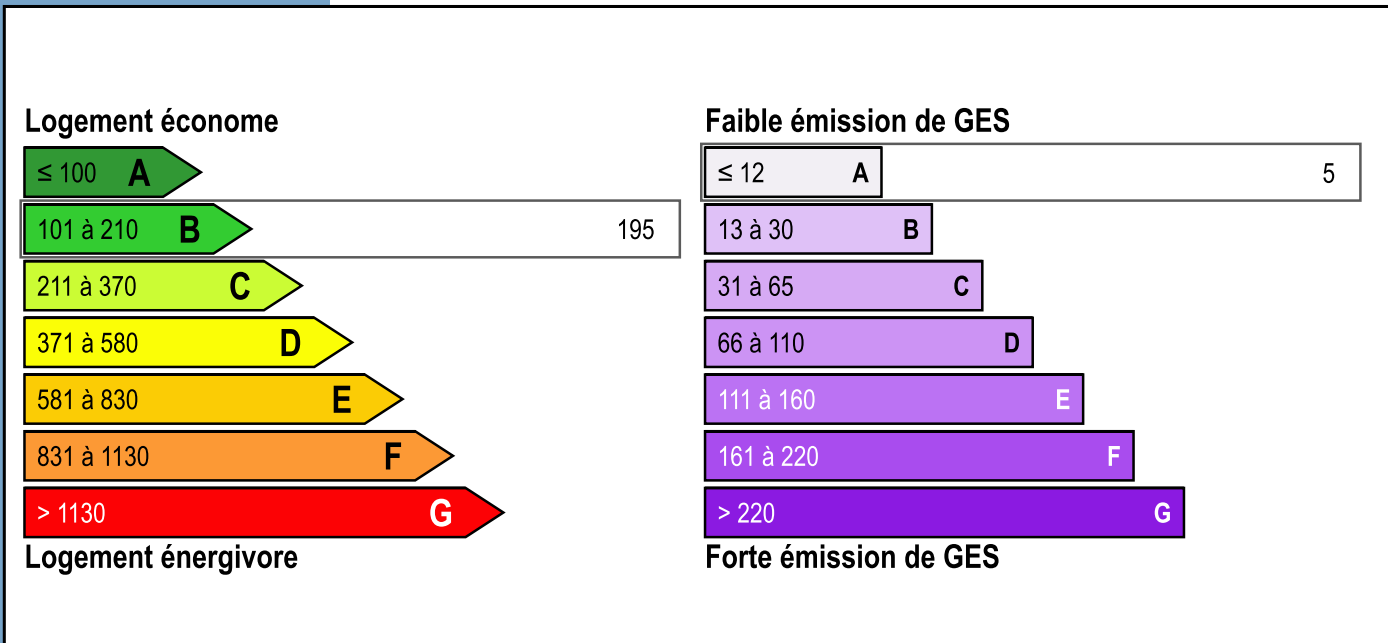 Logement économe
≤ 100 A
101 à 210 B 195
211 à 370 C
371 à 580 D
581 à 830 E
831 à 1130 F
> 1130 G
Logement énergivore
Faible émission de GES
≤ 12 A 5
13 à 30 B
31 à 65 C
66 à 110 D
111 à 160 E
161 à 220 F
> 220 G
Forte émission de GES